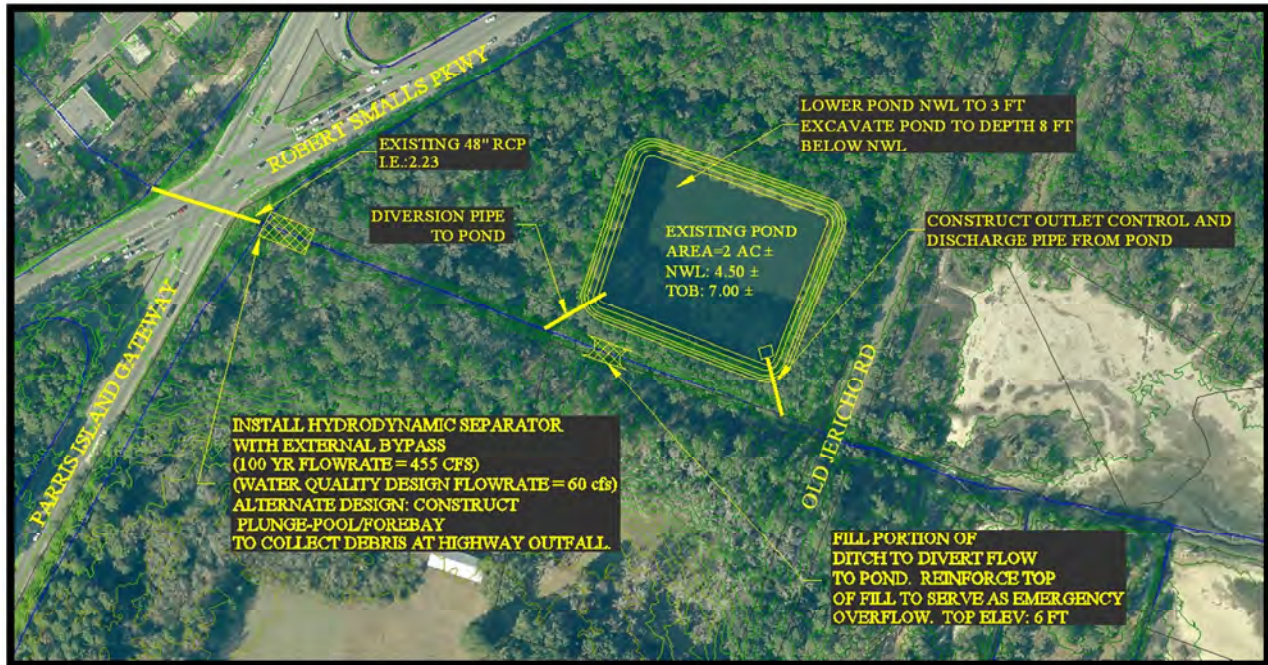 ROBERT SMALLS PKWY
EXISTING 48" RCP
I.E.:2.23
LOWER POND NWL TO 3 FT
EXCAVATE POND TO DEPTH 8 FT
BELOW NWL
DIVERSION PIPE
TO POND
EXISTING POND
AREA=2 AC ±
NWL: 4.50 ±
TOB: 7.00 ±
CONSTRUCT OUTLET CONTROL AND
DISCHARGE PIPE FROM POND
PARRIS ISLAND GATEWAY
OLD JERICHO RD
INSTALL HYDRODYNAMIC SEPARATOR
WITH EXTERNAL BYPASS
(100 YR FLOWRATE = 455 CFS)
(WATER QUALITY DESIGN FLOWRATE = 60 cfs)
ALTERNATE DESIGN: CONSTRUCT
PLUNGE-POOL/FOREBAY
TO COLLECT DEBRIS AT HIGHWAY OUTFALL.
FILL PORTION OF
DITCH TO DIVERT FLOW
TO POND. REINFORCE TOP
OF FILL TO SERVE AS EMERGENCY
OVERFLOW. TOP ELEV: 6 FT